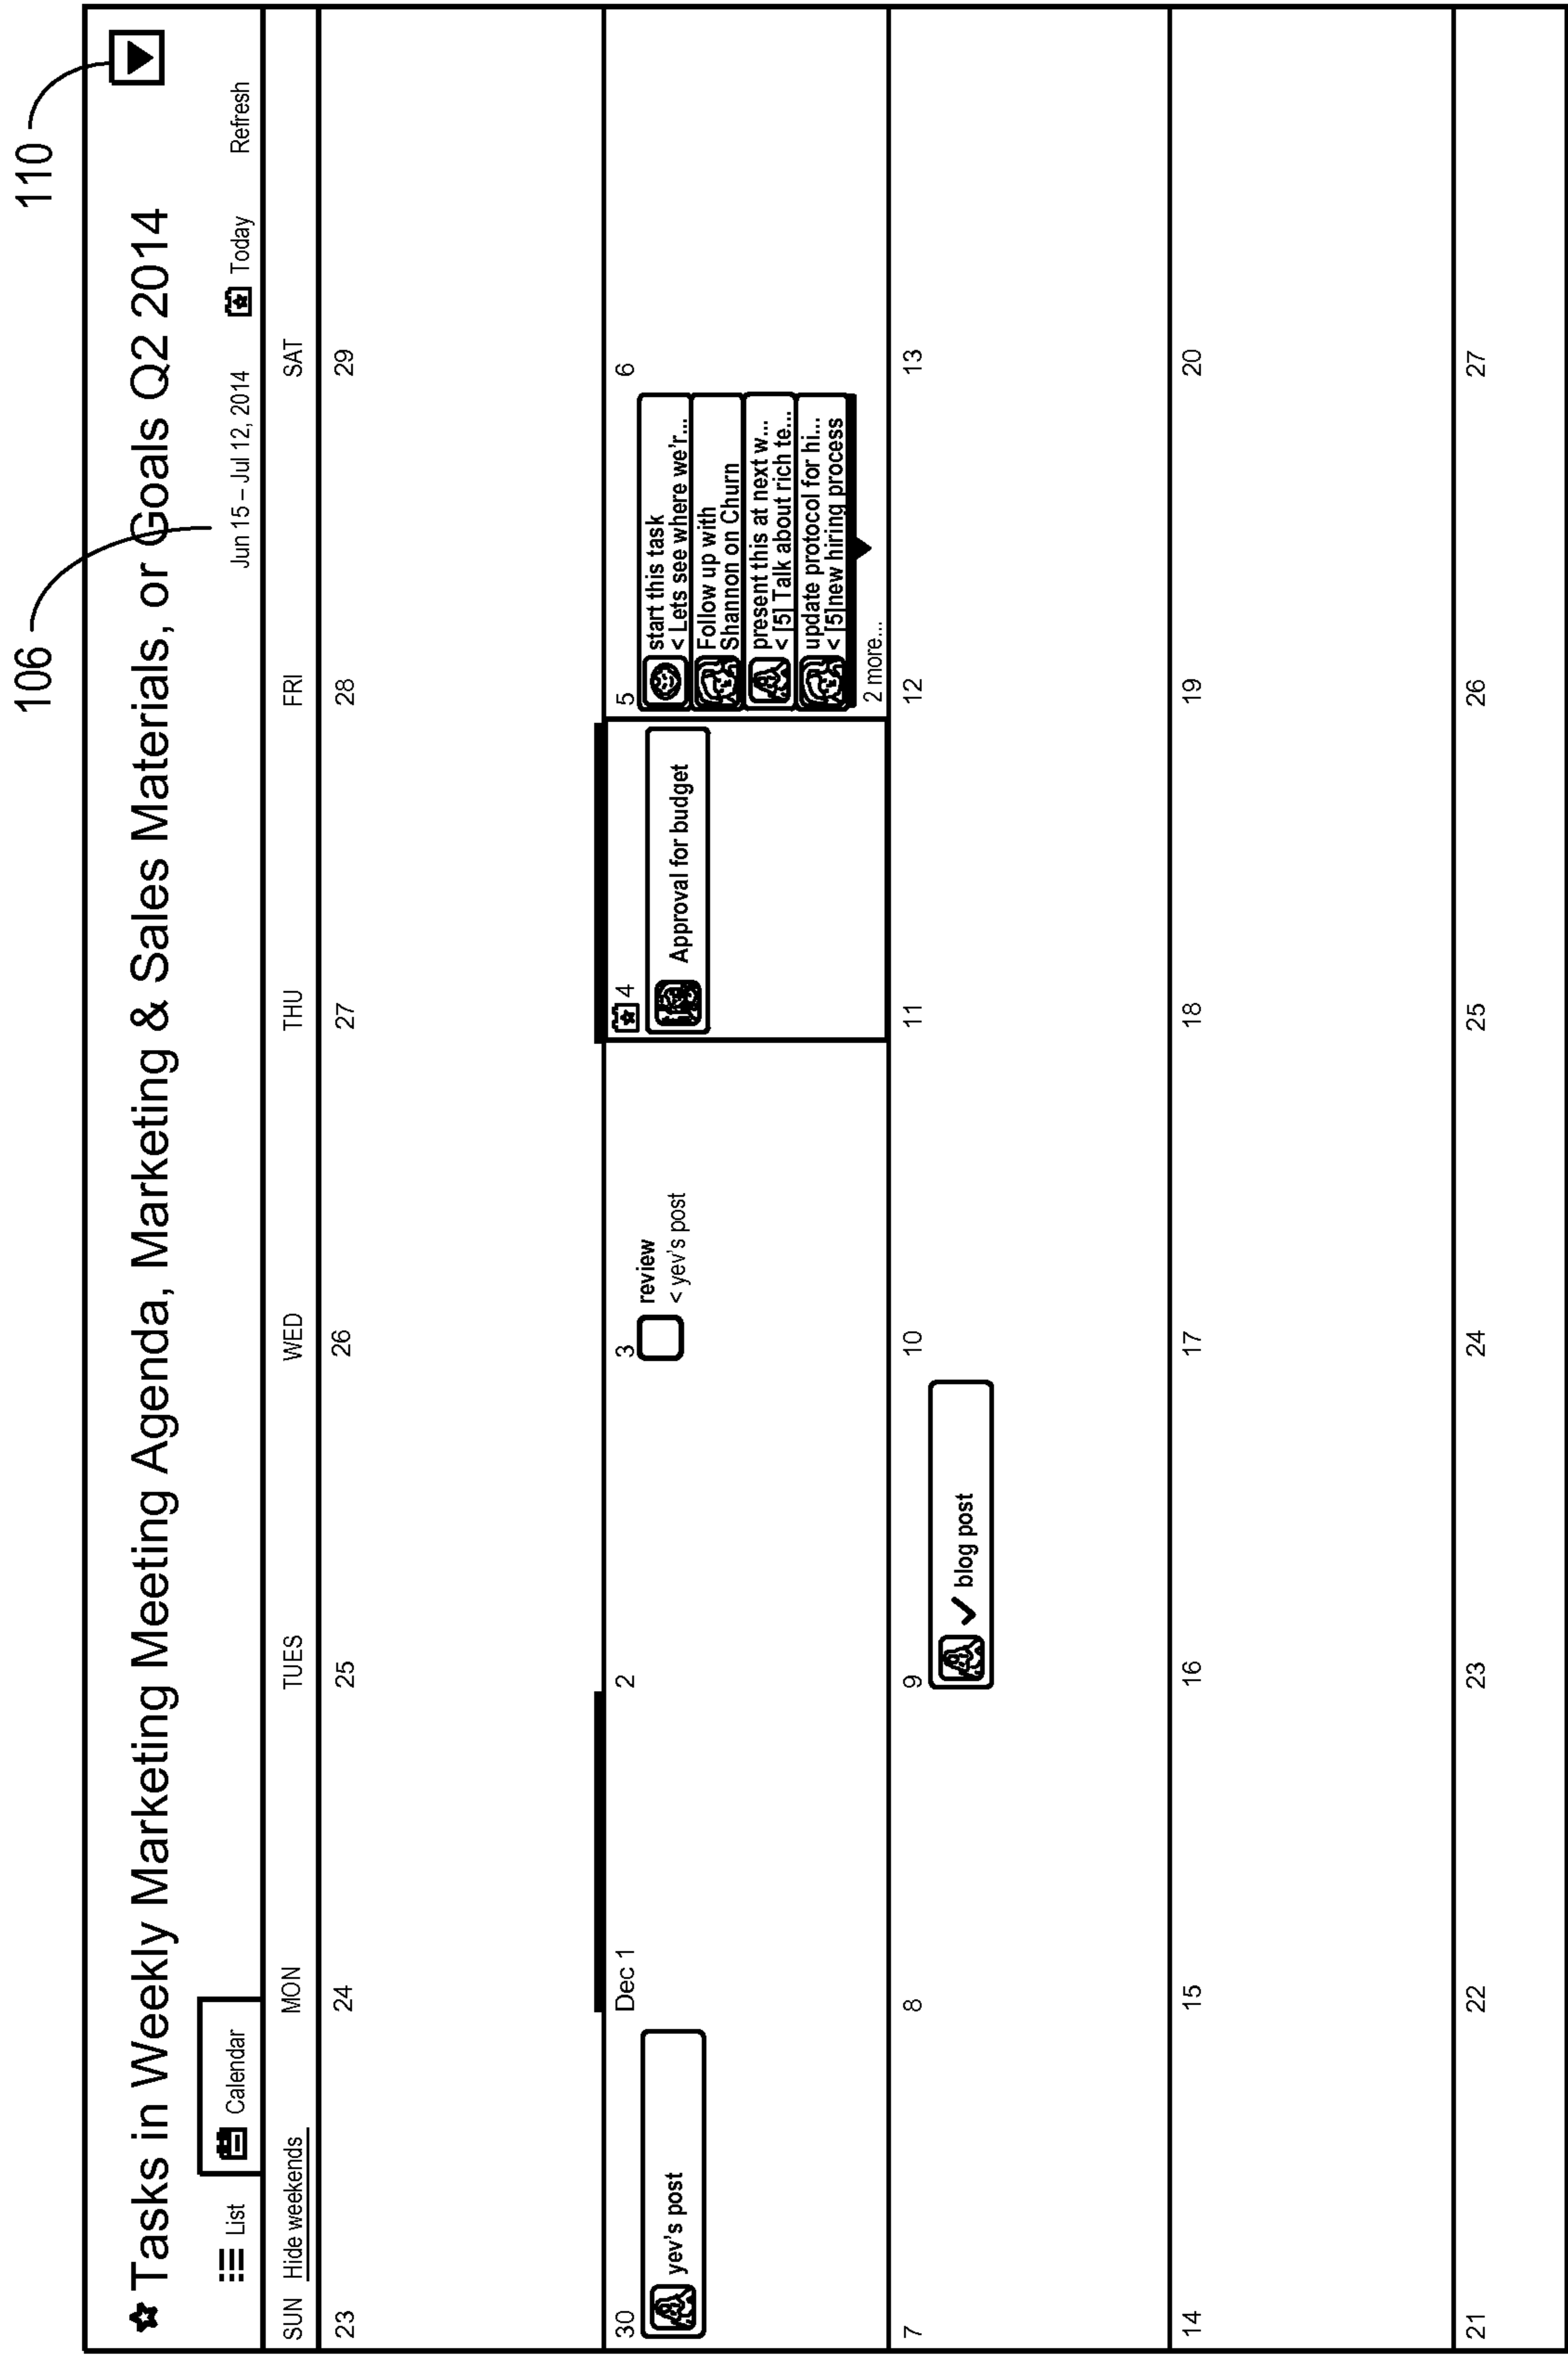 106
110
Tasks in Weekly Marketing Meeting Agenda, Marketing & Sales Materials, or Goals Q2 2014
List Calendar Jun 15 – Jul 12, 2014 Today Refresh
SUN Hide weekends MON TUES WED THU FRI SAT
23 24 25 26 27 28 29
30 Dec 1 2 3 4 5 6
yev's post
review
< yev's post
Approval for budget
start this task
< Lets see where we'r...
Follow up with
Shannon on Churn
present this at next w...
< [5] Talk about rich te...
update protocol for hi...
< [5]new hiring process
2 more...
7 8 9 10 11 12 13
blog post
14 15 16 17 18 19 20
21 22 23 24 25 26 27